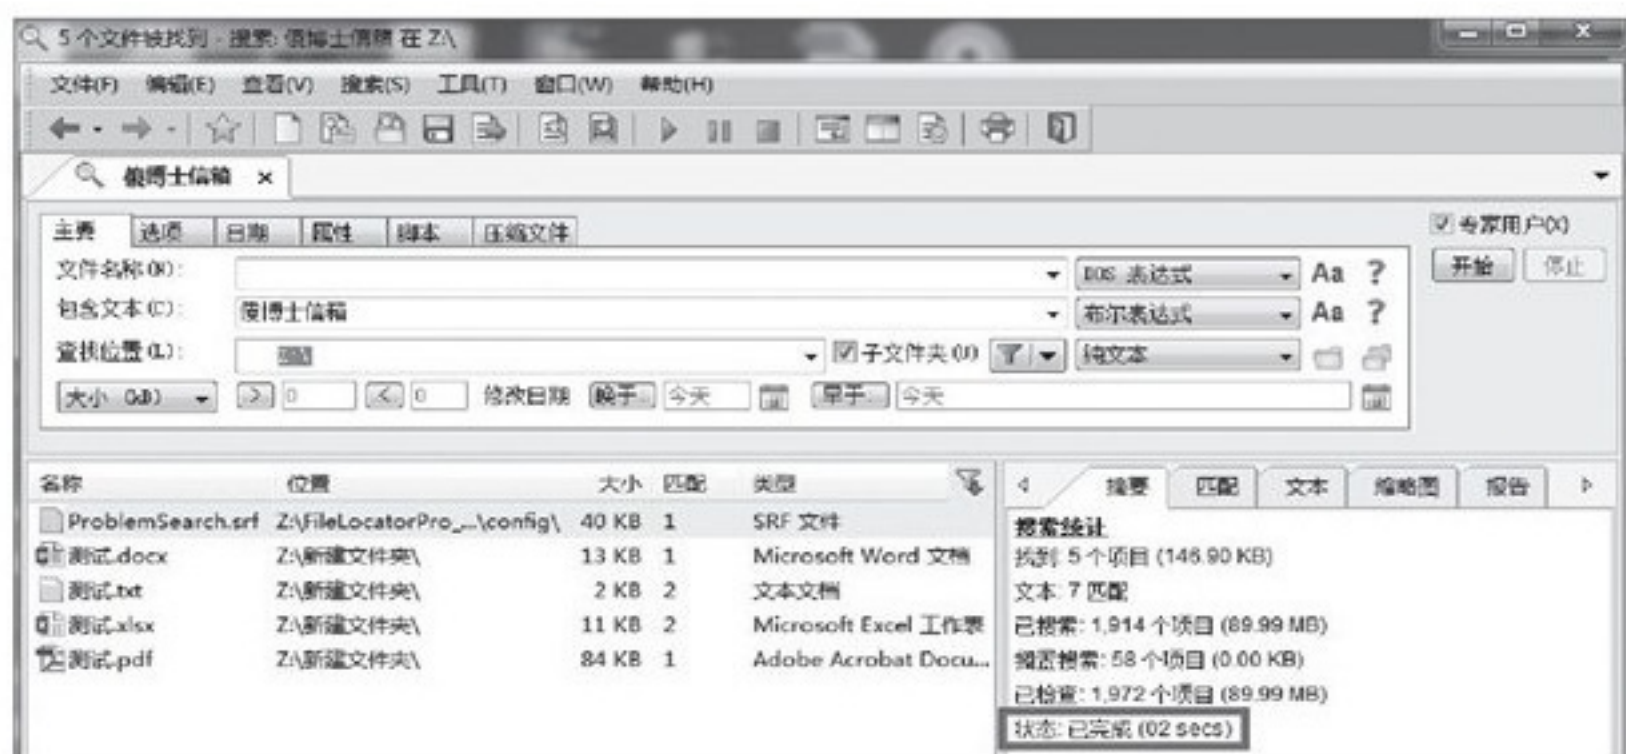 5 个文件被找到 - 搜索: 傻博士信箱 在 Z:\
文件(F) 编辑(E) 查看(V) 搜索(S) 工具(T) 窗口(W) 帮助(H)
傻博士信箱 ×
主要 选项 日期 属性 脚本 压缩文件
专家用户(X)
文件名称(N): DOS 表达式 Aa ?
开始 停止
包含文本(C): 傻博士信箱 布尔表达式 Aa ?
查找位置(L): 子文件夹(U) 纯文本
大小 (kB) > 0 < 0 修改日期 晚于: 今天 早于: 今天
名称 位置 大小 匹配 类型
ProblemSearch.srf Z:\FileLocatorPro_...\config\ 40 KB 1 SRF 文件
测试.docx Z:\新建文件夹\ 13 KB 1 Microsoft Word 文档
测试.txt Z:\新建文件夹\ 2 KB 2 文本文档
测试.xlsx Z:\新建文件夹\ 11 KB 2 Microsoft Excel 工作表
测试.pdf Z:\新建文件夹\ 84 KB 1 Adobe Acrobat Docu...
摘要 匹配 文本 缩略图 报告
搜索统计
找到: 5 个项目 (146.90 KB)
文本: 7 匹配
已搜索: 1,914 个项目 (89.99 MB)
搁置搜索: 58 个项目 (0.00 KB)
已检查: 1,972 个项目 (89.99 MB)
状态: 已完成 (02 secs)